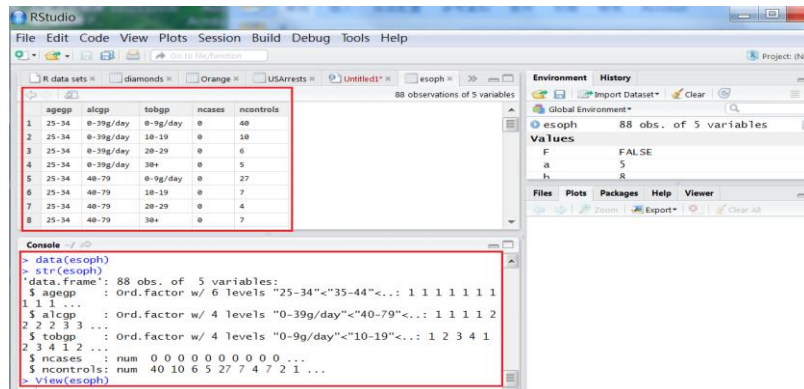 RStudio
File Edit Code View Plots Session Build Debug Tools Help
Go to file/function
Project: (N
R data sets
diamonds
Orange
USArrests
Untitled1*
esoph
88 observations of 5 variables
agegp alcgp tobgp ncases ncontrols
1 25-34 0-39g/day 0-9g/day 0 40
2 25-34 0-39g/day 10-19 0 10
3 25-34 0-39g/day 20-29 0 6
4 25-34 0-39g/day 30+ 0 5
5 25-34 40-79 0-9g/day 0 27
6 25-34 40-79 10-19 0 7
7 25-34 40-79 20-29 0 4
8 25-34 40-79 30+ 0 7
Console ~/
> data(esoph)
> str(esoph)
'data.frame': 88 obs. of 5 variables:
$ agegp : Ord.factor w/ 6 levels "25-34"<"35-44"<..: 1 1 1 1 1 1 1
1 1 1 ...
$ alcgp : Ord.factor w/ 4 levels "0-39g/day"<"40-79"<..: 1 1 1 1 2
2 2 2 3 3 ...
$ tobgp : Ord.factor w/ 4 levels "0-9g/day"<"10-19"<..: 1 2 3 4 1
2 3 4 1 2 ...
$ ncases : num 0 0 0 0 0 0 0 0 0 0 ...
$ ncontrols: num 40 10 6 5 27 7 4 7 2 1 ...
> View(esoph)
Environment History
Import Dataset Clear
Global Environment
esoph 88 obs. of 5 variables
Values
F FALSE
a 5
b 8
Files Plots Packages Help Viewer
Zoom Export Clear All